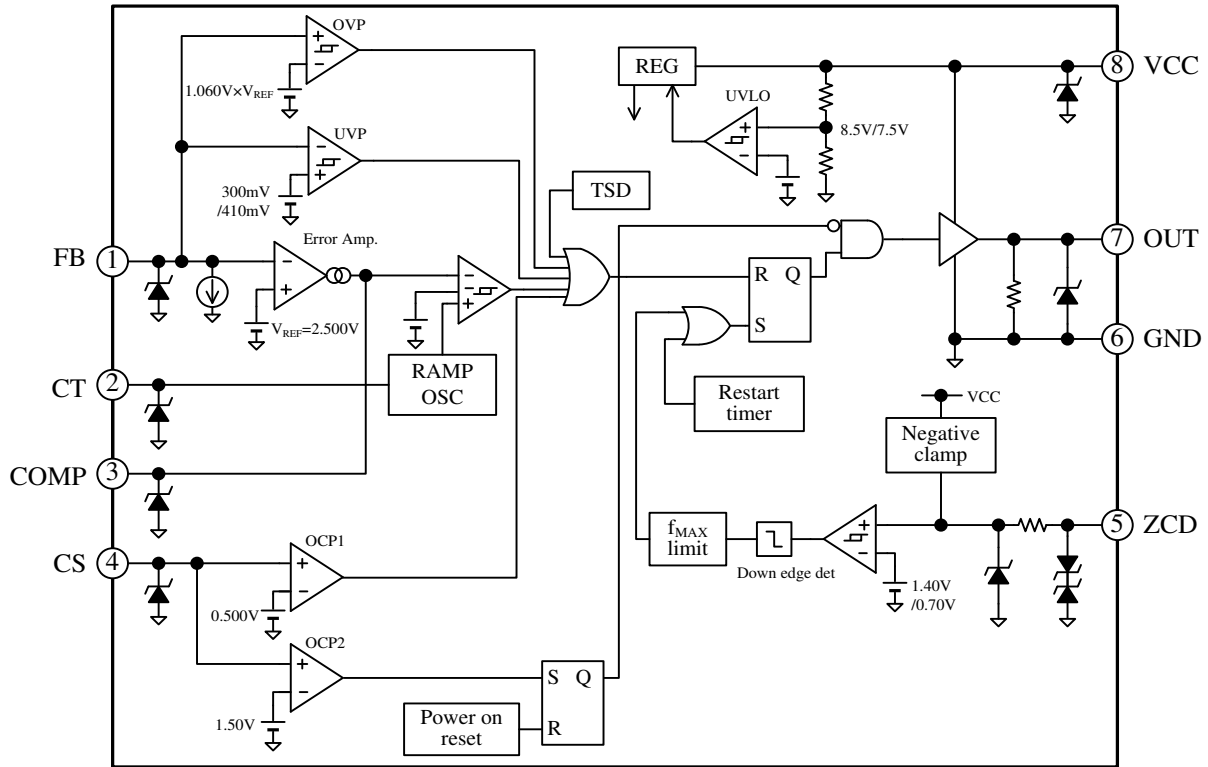 OVP
+
−
1.060V×VREF
UVP
−
+
300mV
/410mV
Error Amp.
FB
1
−
+
VREF=2.500V
−
−
+
CT
2
RAMP
OSC
COMP
3
CS
4
OCP1
+
−
0.500V
OCP2
+
−
1.50V
Power on
reset
S
Q
R
TSD
REG
UVLO
+
−
8.5V/7.5V
8
VCC
7
OUT
6
GND
R
Q
S
Restart
timer
VCC
Negative
clamp
fMAX
limit
Down edge det
+
−
1.40V
/0.70V
5
ZCD